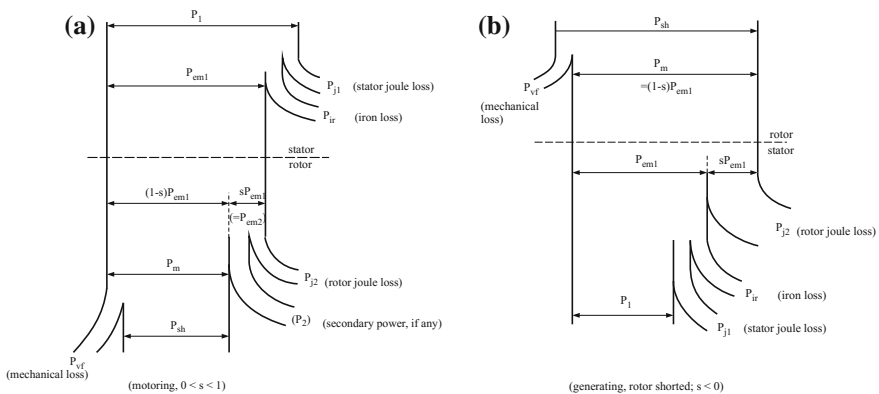 (a)
P1
Pem1
Pj1 (stator joule loss)
Pir (iron loss)
stator
rotor
(1-s)Pem1
sPem1
(=Pem2)
Pm
Pj2 (rotor joule loss)
(P2) (secondary power, if any)
Psh
Pvf
(mechanical loss)
(motoring, 0 < s < 1)
(b)
Psh
Pm
=(1-s)Pem1
Pvf
(mechanical
loss)
rotor
stator
Pem1
sPem1
Pj2 (rotor joule loss)
Pir (iron loss)
P1
Pj1 (stator joule loss)
(generating, rotor shorted; s < 0)